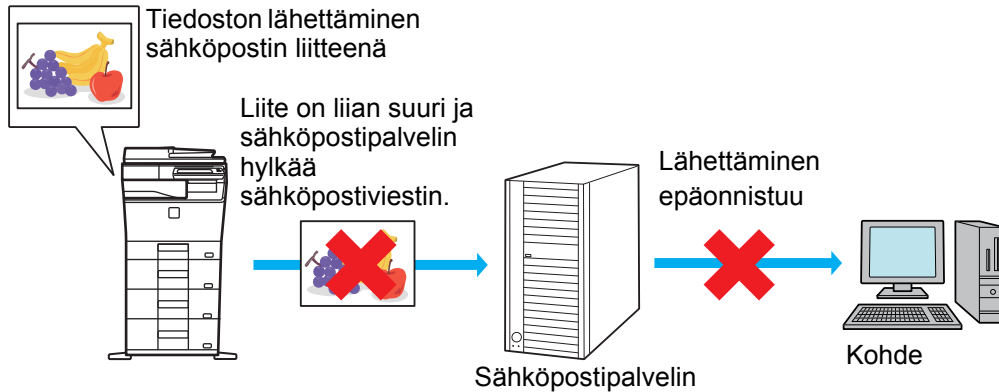 Tiedoston lähettäminen
sähköpostin liitteenä
Liite on liian suuri ja
sähköpostipalvelin
hylkää
sähköpostiviestin.
Lähettäminen
epäonnistuu
Sähköpostipalvelin
Kohde